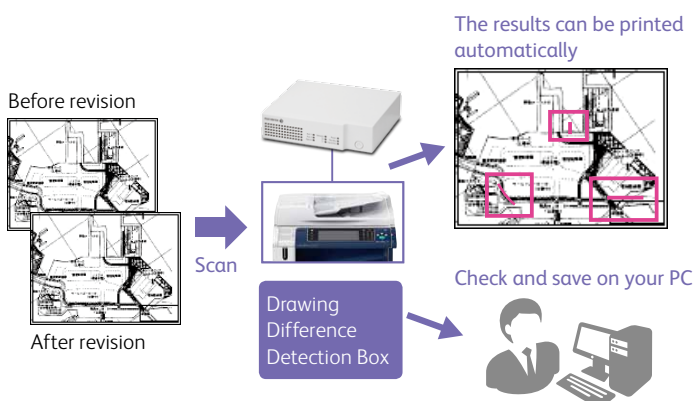 The results can be printed
automatically
Before revision
Scan
After revision
Drawing
Difference
Detection Box
Check and save on your PC